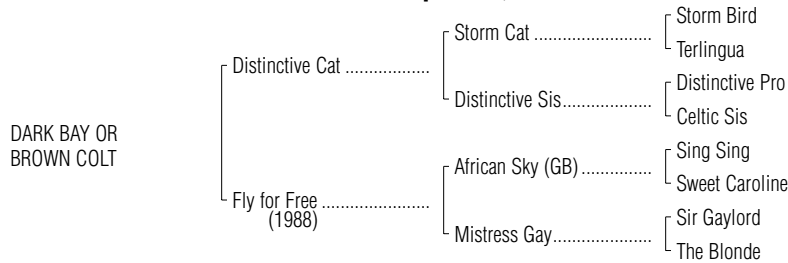 Storm Bird
Storm Cat ........................
Terlingua
Distinctive Cat ..................
Distinctive Pro
Distinctive Sis..................
Celtic Sis
DARK BAY OR
BROWN COLT
Sing Sing
African Sky (GB) ..............
Sweet Caroline
Fly for Free ......................
(1988)
Sir Gaylord
Mistress Gay....................
The Blonde